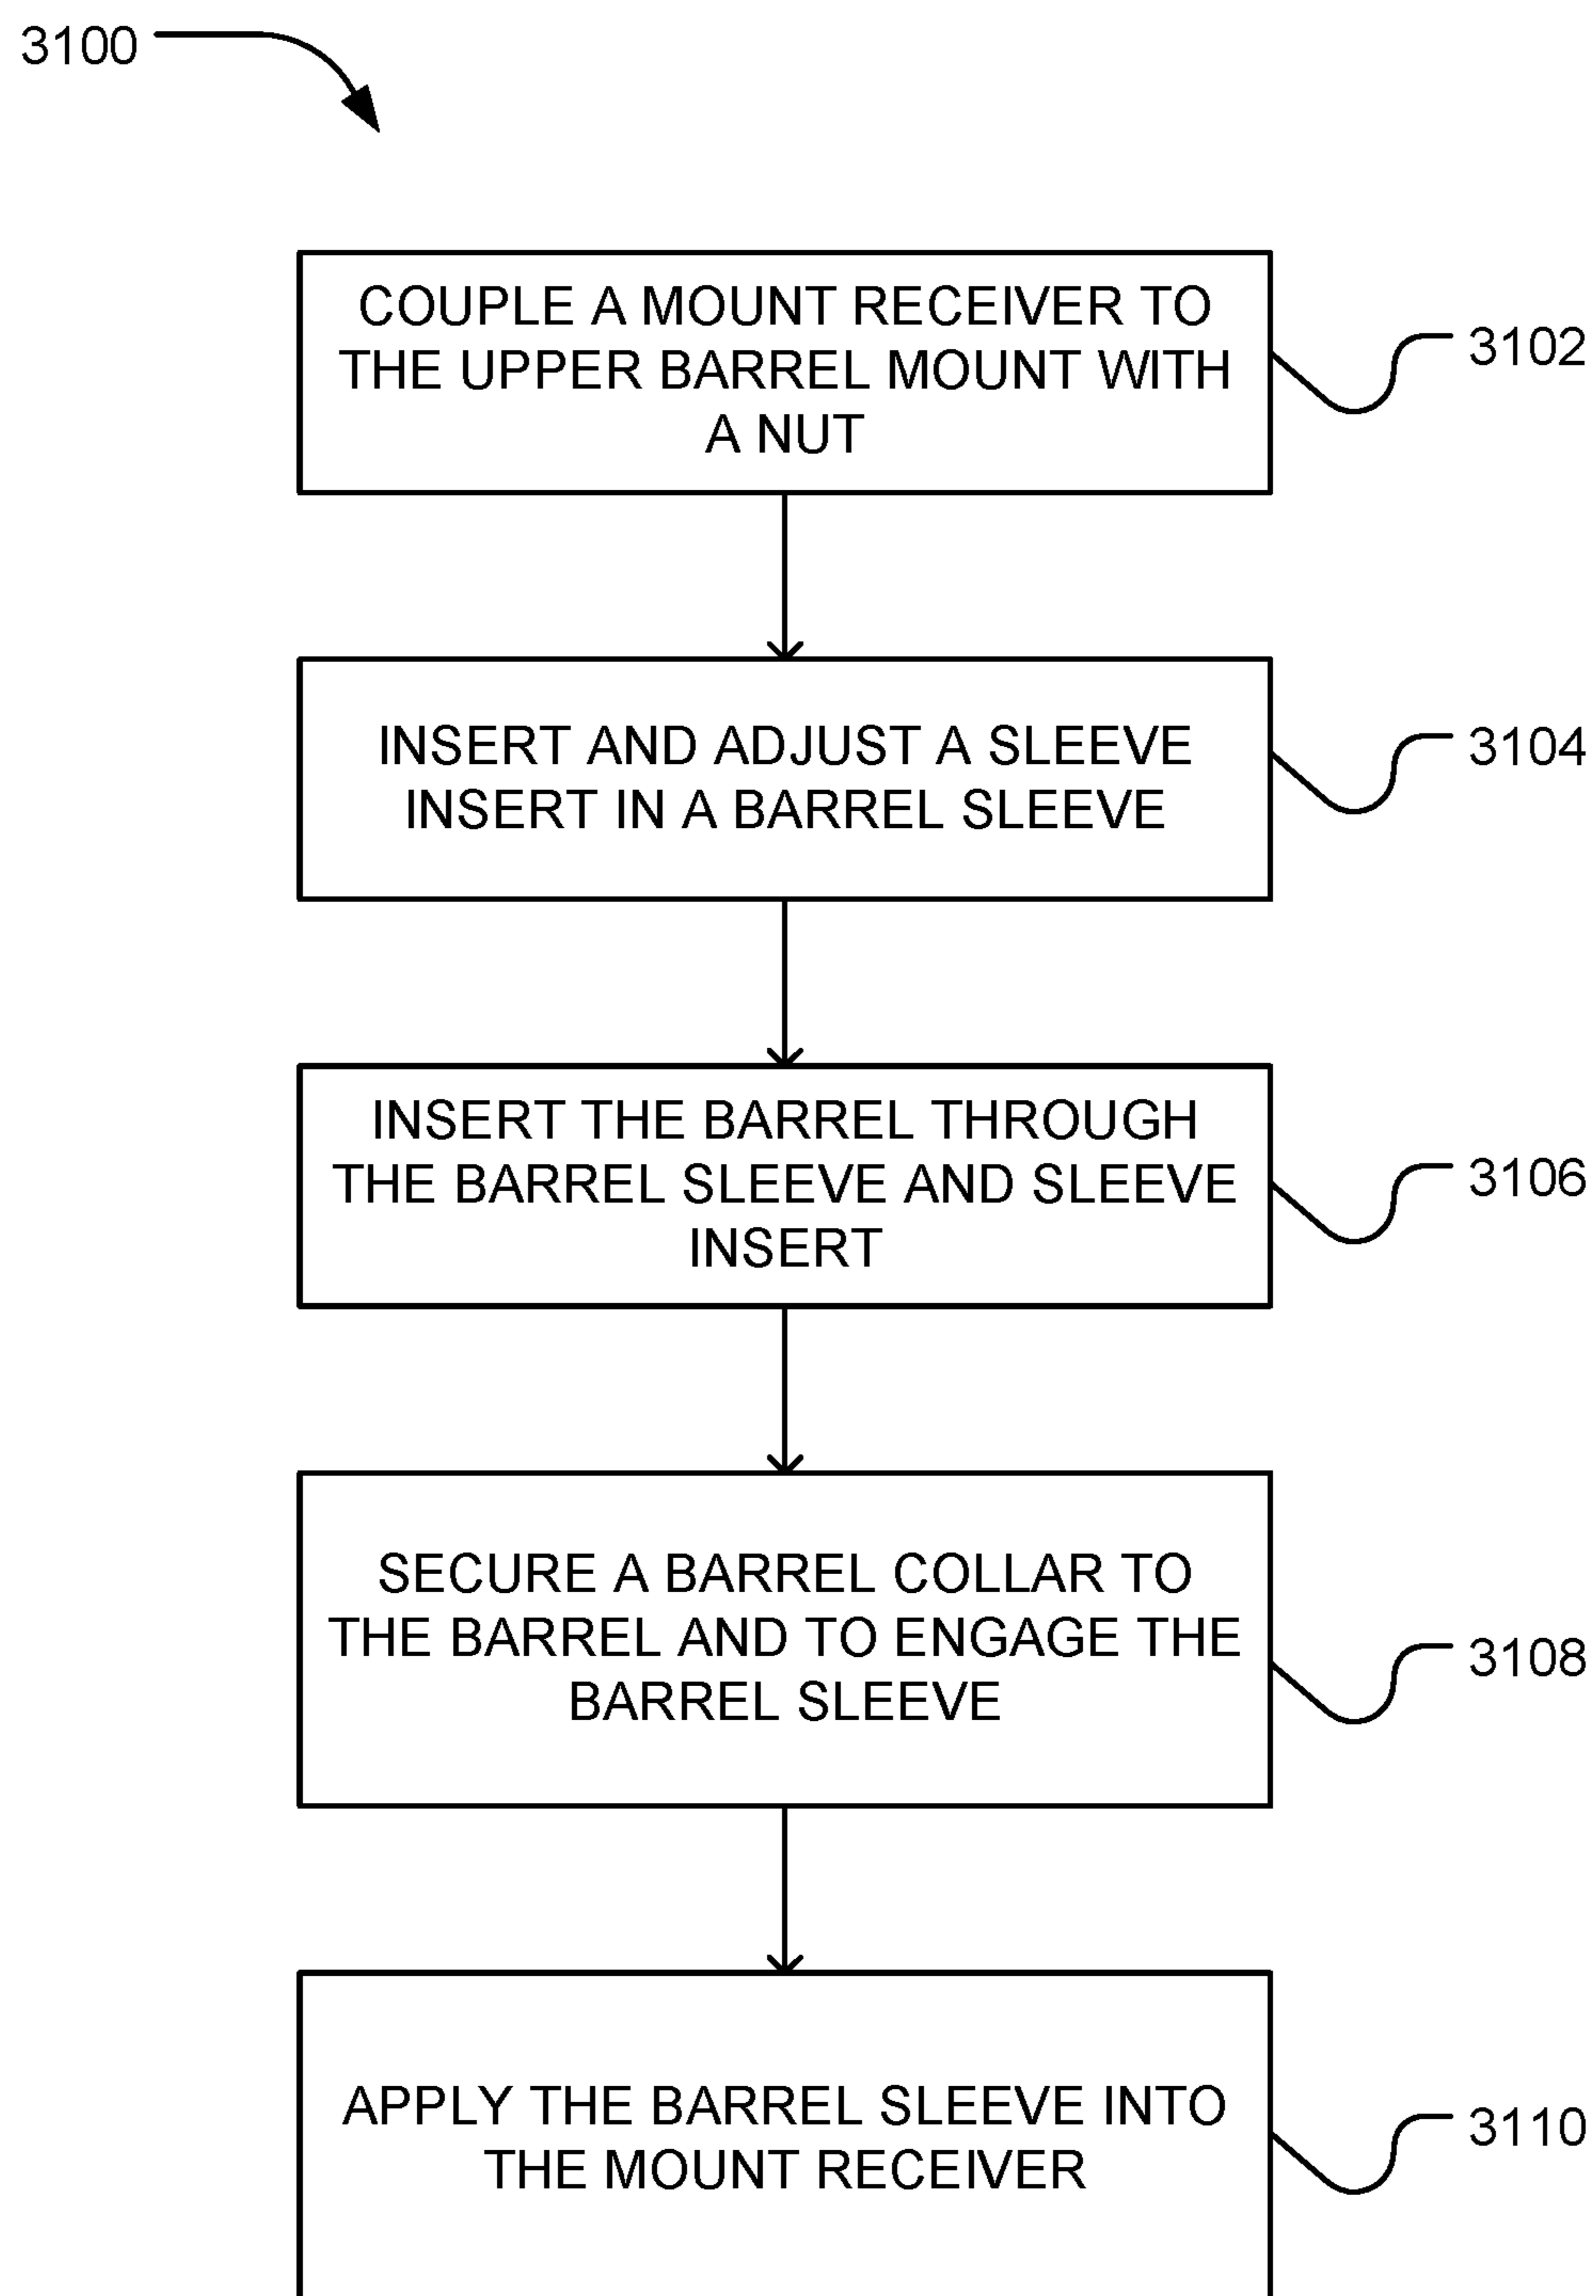 3100
COUPLE A MOUNT RECEIVER TO
THE UPPER BARREL MOUNT WITH
A NUT
3102
INSERT AND ADJUST A SLEEVE
INSERT IN A BARREL SLEEVE
3104
INSERT THE BARREL THROUGH
THE BARREL SLEEVE AND SLEEVE
INSERT
3106
SECURE A BARREL COLLAR TO
THE BARREL AND TO ENGAGE THE
BARREL SLEEVE
3108
APPLY THE BARREL SLEEVE INTO
THE MOUNT RECEIVER
3110